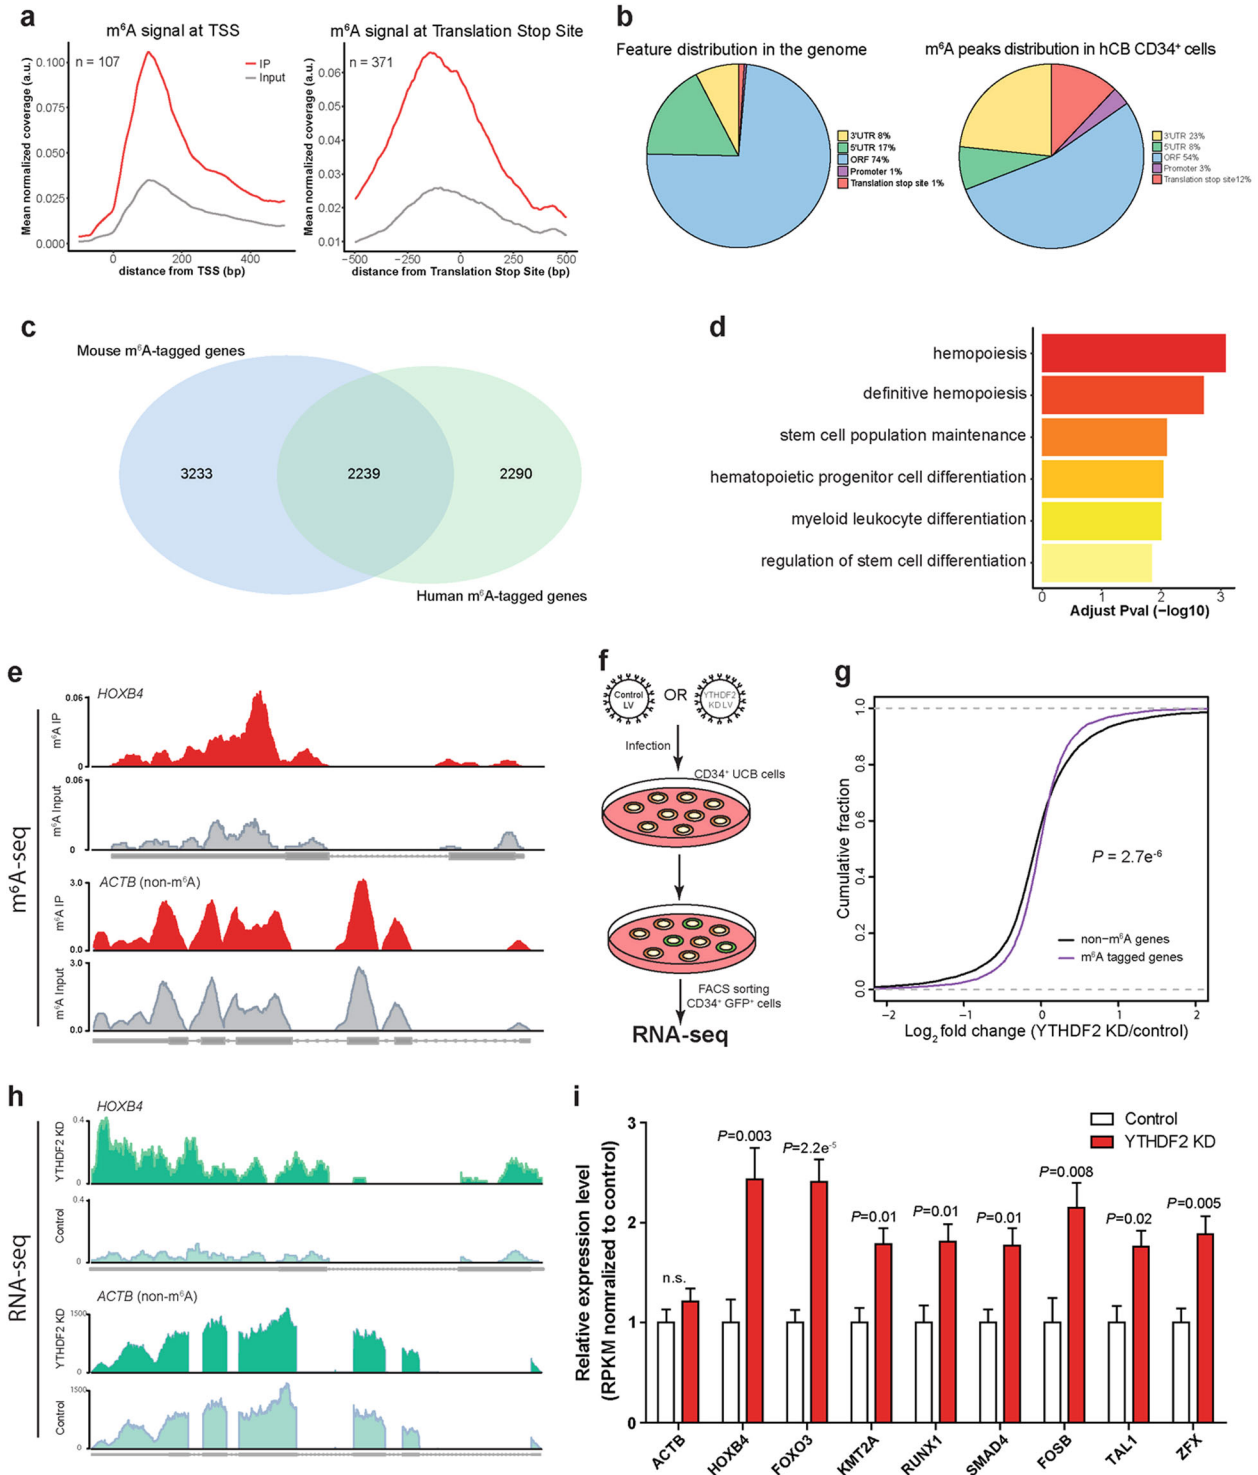 a
m⁶A signal at TSS
n = 107
IP
Input
Mean normalized coverage (a.u.)
0.100
0.075
0.050
0.025
0.000
0 200 400
distance from TSS (bp)
m⁶A signal at Translation Stop Site
n = 371
Mean normalized coverage (a.u.)
0.06
0.05
0.04
0.03
0.02
0.01
−500 −250 0 250 500
distance from Translation Stop Site (bp)
b
Feature distribution in the genome
3'UTR 8%
5'UTR 17%
ORF 74%
Promoter 1%
Translation stop site 1%
m⁶A peaks distribution in hCB CD34⁺ cells
3'UTR 23%
5'UTR 8%
ORF 54%
Promoter 3%
Translation stop site12%
c
Mouse m⁶A-tagged genes
3233 2239 2290
Human m⁶A-tagged genes
d
hemopoiesis
definitive hemopoiesis
stem cell population maintenance
hematopoietic progenitor cell differentiation
myeloid leukocyte differentiation
regulation of stem cell differentiation
0 1 2 3
Adjust Pval (−log10)
e
m⁶A-seq
HOXB4
0.06
m⁶A IP
0
0.06
m⁶A Input
0
ACTB (non-m⁶A)
3.0
m⁶A IP
0.0
3.0
m⁶A Input
0.0
f
Control
LV
OR
YTHDF2
KD LV
Infection
CD34⁺ UCB cells
FACS sorting
CD34⁺ GFP⁺ cells
RNA-seq
g
Cumulative fraction
1.0
0.8
0.6
0.4
0.2
0.0
P = 2.7e⁻⁶
non−m⁶A genes
m⁶A tagged genes
−2 −1 0 1 2
Log₂ fold change (YTHDF2 KD/control)
h
RNA-seq
HOXB4
0.4
YTHDF2 KD
0
0.4
Control
0
ACTB (non-m⁶A)
1500
YTHDF2 KD
0
1500
Control
0
i
Relative expression level
(RPKM nomralized to control)
3
2
1
0
Control
YTHDF2 KD
n.s.
P=0.003
P=2.2e⁻⁵
P=0.01
P=0.01
P=0.01
P=0.008
P=0.02
P=0.005
ACTB
HOXB4
FOXO3
KMT2A
RUNX1
SMAD4
FOSB
TAL1
ZFX